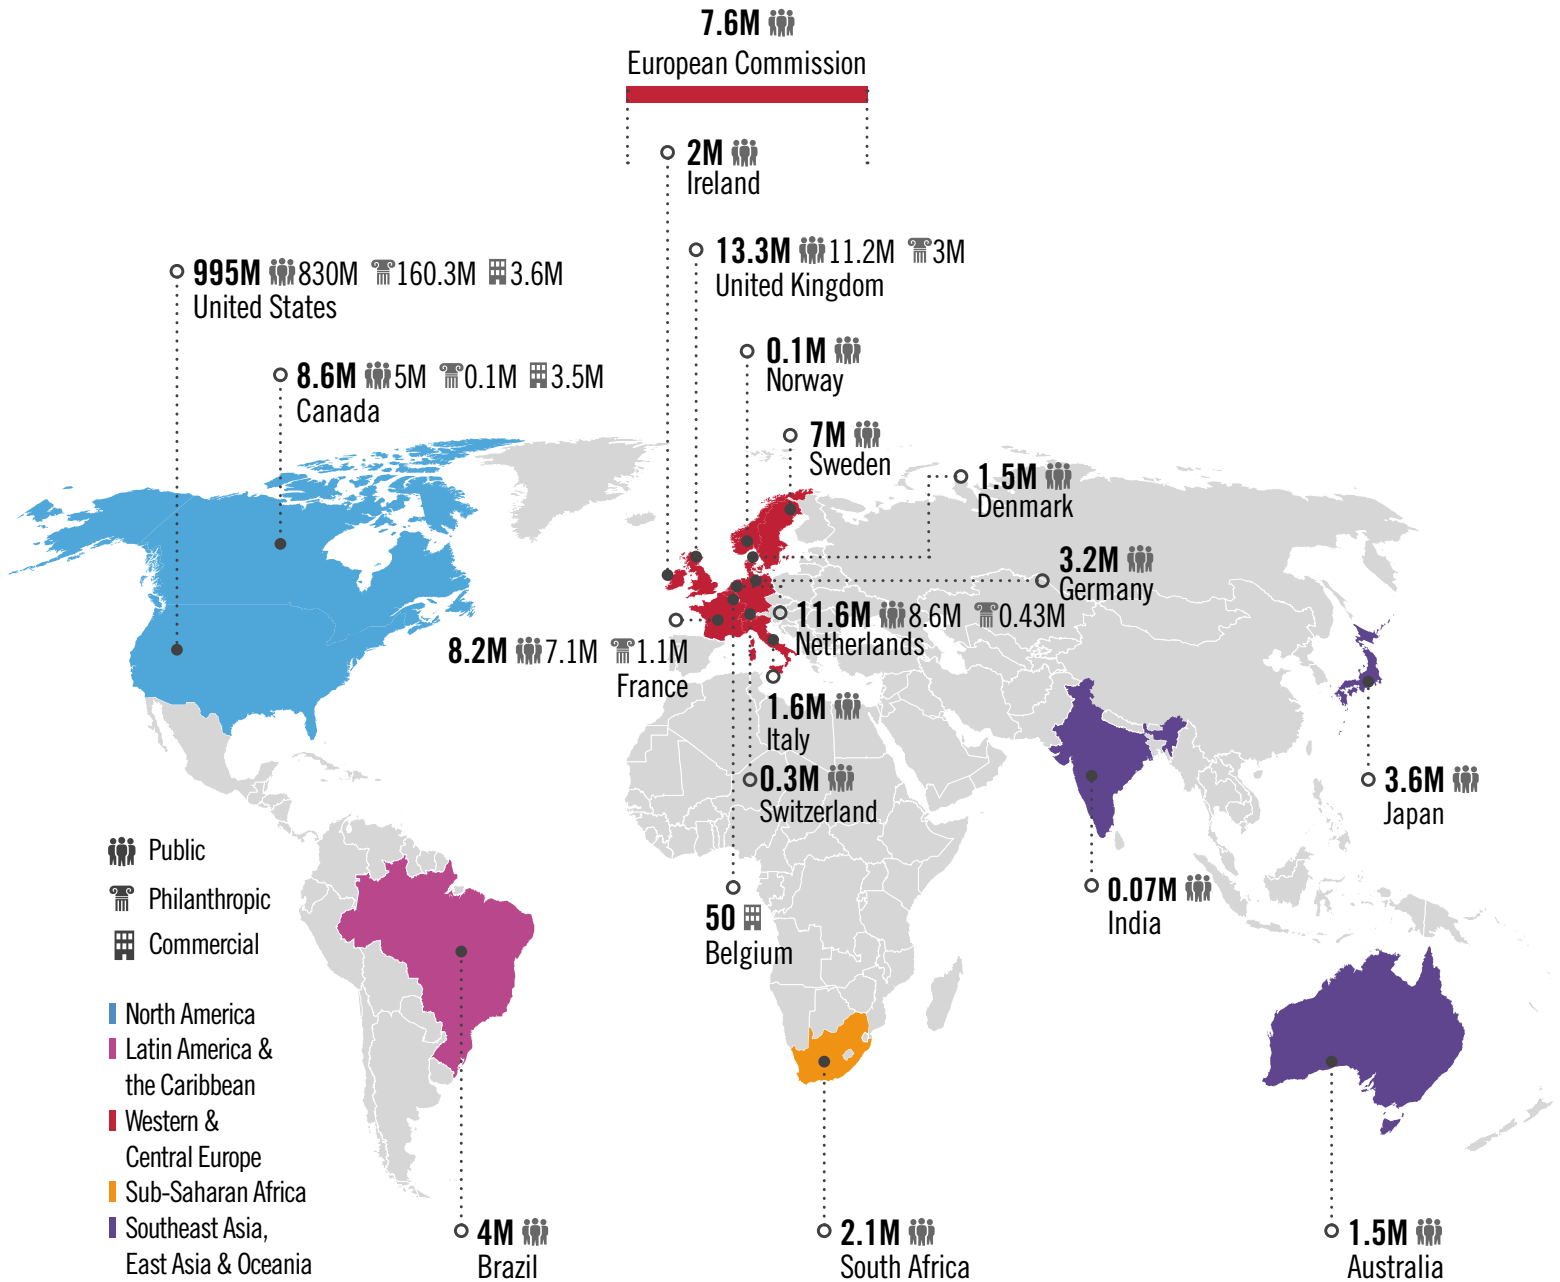 7.6M
European Commission
2M
Ireland
13.3M 11.2M 3M
United Kingdom
995M 830M 160.3M 3.6M
United States
0.1M
Norway
8.6M 5M 0.1M 3.5M
Canada
7M
Sweden
1.5M
Denmark
3.2M
Germany
11.6M 8.6M 0.43M
Netherlands
8.2M 7.1M 1.1M
France
1.6M
Italy
0.3M
Switzerland
3.6M
Japan
0.07M
India
50
Belgium
Public
Philanthropic
Commercial
North America
Latin America &
the Caribbean
Western &
Central Europe
Sub-Saharan Africa
Southeast Asia,
East Asia & Oceania
4M
Brazil
2.1M
South Africa
1.5M
Australia